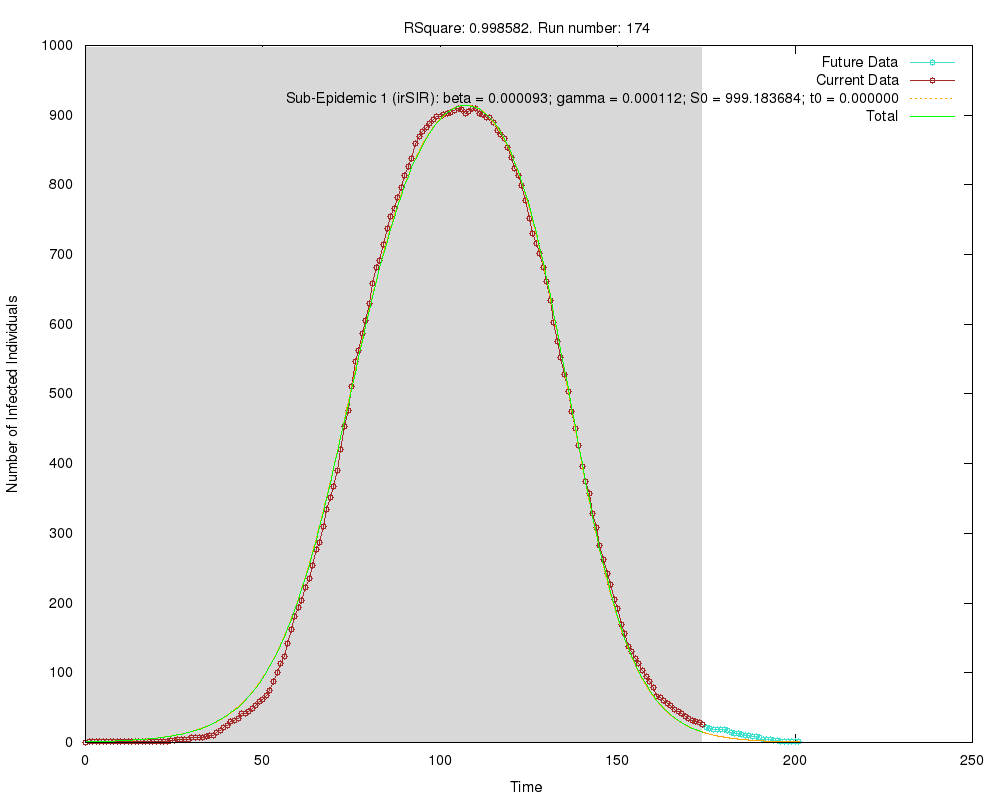 RSquare: 0.998582. Run number: 174
1000
900
800
700
600
500
400
300
200
100
0
Number of Infected Individuals
Future Data
Current Data
Sub-Epidemic 1 (irSIR): beta = 0.000093; gamma = 0.000112; S0 = 999.183684; t0 = 0.000000
Total
0 50 100 150 200 250
Time